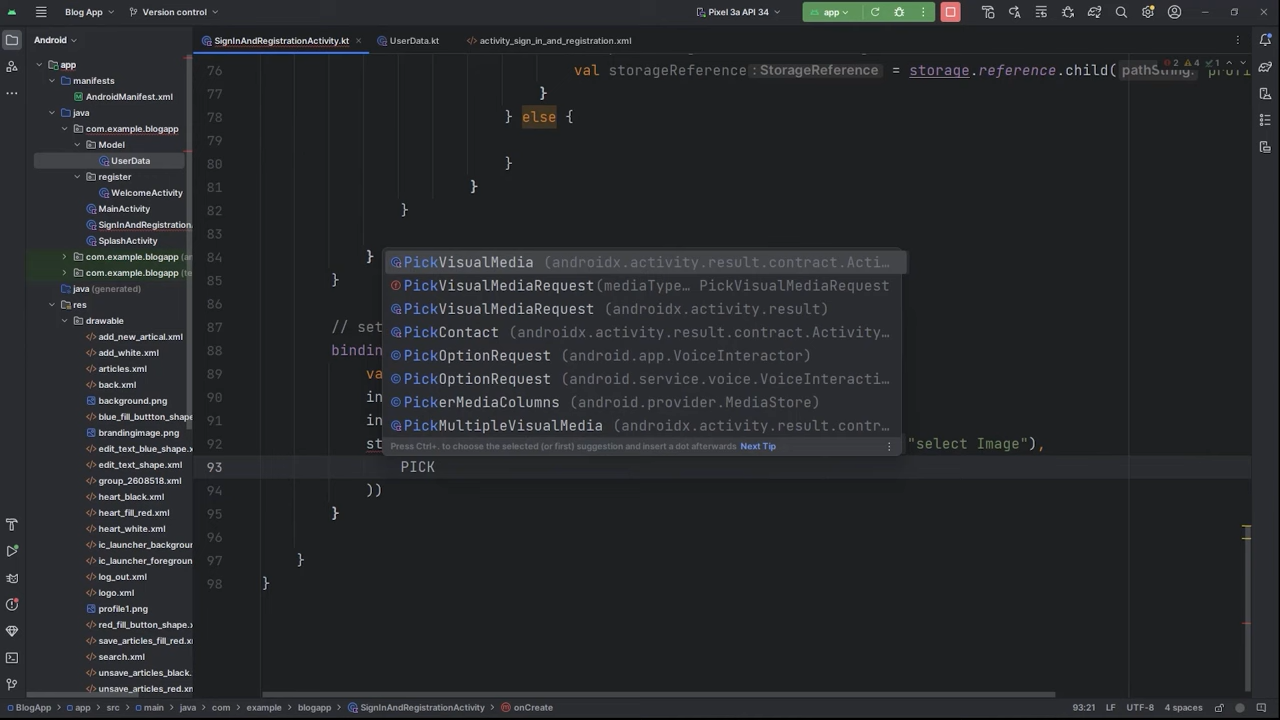 Blog App
Version control
Pixel 3a API 34
app
Android
SignInAndRegistrationActivity.kt
UserData.kt
activity_sign_in_and_registration.xml
app
manifests
AndroidManifest.xml
java
com.example.blogapp
Model
UserData
register
WelcomeActivity
MainActivity
SignInAndRegistration
SplashActivity
com.example.blogapp (
com.example.blogapp (
java (generated)
res
drawable
add_new_artical.xml
add_white.xml
articles.xml
back.xml
background.png
blue_fill_buttton_shape
brandingimage.png
edit_text_blue_shape
edit_text_shape.xml
group_2608518.xml
heart_black.xml
heart_fill_red.xml
heart_white.xml
ic_launcher_backgroun
ic_launcher_foregroun
log_out.xml
logo.xml
profile1.png
red_fill_button_shape.x
save_articles_fill_red.x
search.xml
unsave_articles_black.
unsave_articles_red.xm
2 4 1
76 val storageReference : StorageReference = storage.reference.child( pathString: "profi
77 }
78 } else {
79
80 }
81 }
82 }
83
84 }
85 }
86
87 // set
88 bindin
89 va
90 in
91 in
92 st "select Image"),
93 PICK
94 ))
95 }
96
97 }
98 }
PickVisualMedia (androidx.activity.result.contract.Acti…
PickVisualMediaRequest(mediaType… PickVisualMediaRequest
PickVisualMediaRequest (androidx.activity.result)
PickContact (androidx.activity.result.contract.Activity…
PickOptionRequest (android.app.VoiceInteractor)
PickOptionRequest (android.service.voice.VoiceInteracti…
PickerMediaColumns (android.provider.MediaStore)
PickMultipleVisualMedia (androidx.activity.result.contr…
Press Ctrl+. to choose the selected (or first) suggestion and insert a dot afterwards Next Tip
BlogApp > app > src > main > java > com > example > blogapp > SignInAndRegistrationActivity > onCreate
93:21 LF UTF-8 4 spaces